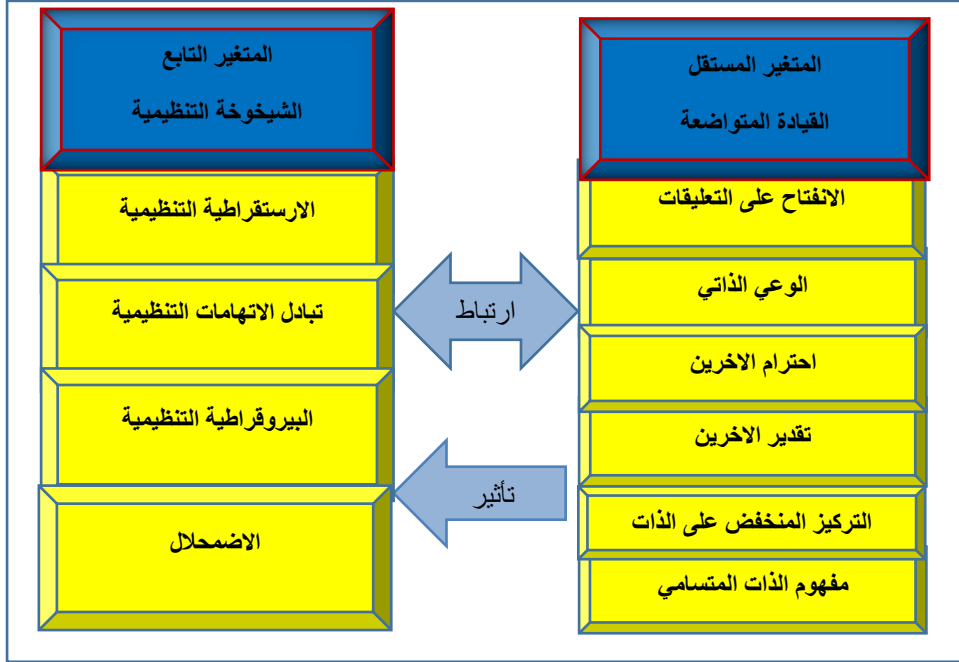 المتغير المستقل
القيادة المتواضعة
الانفتاح على التعليقات
الوعي الذاتي
احترام الاخرين
تقدير الاخرين
التركيز المنخفض على الذات
مفهوم الذات المتسامي
ارتباط
تأثير
المتغير التابع
الشيخوخة التنظيمية
الارستقراطية التنظيمية
تبادل الاتهامات التنظيمية
البيروقراطية التنظيمية
الاضمحلال